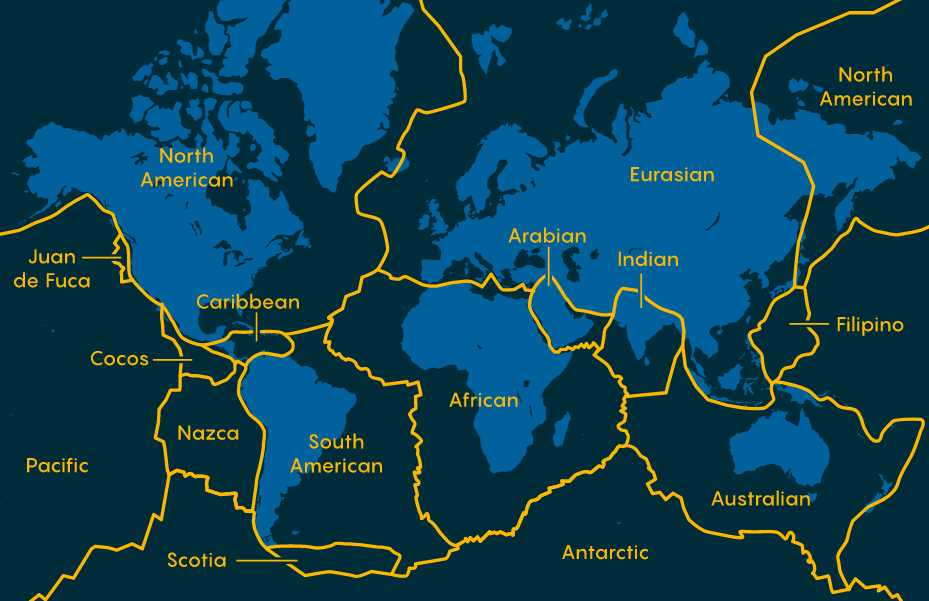 North
American
North
American
Eurasian
Arabian
Indian
Juan
de Fuca
Caribbean
Filipino
Cocos
African
Nazca
South
American
Pacific
Australian
Scotia
Antarctic